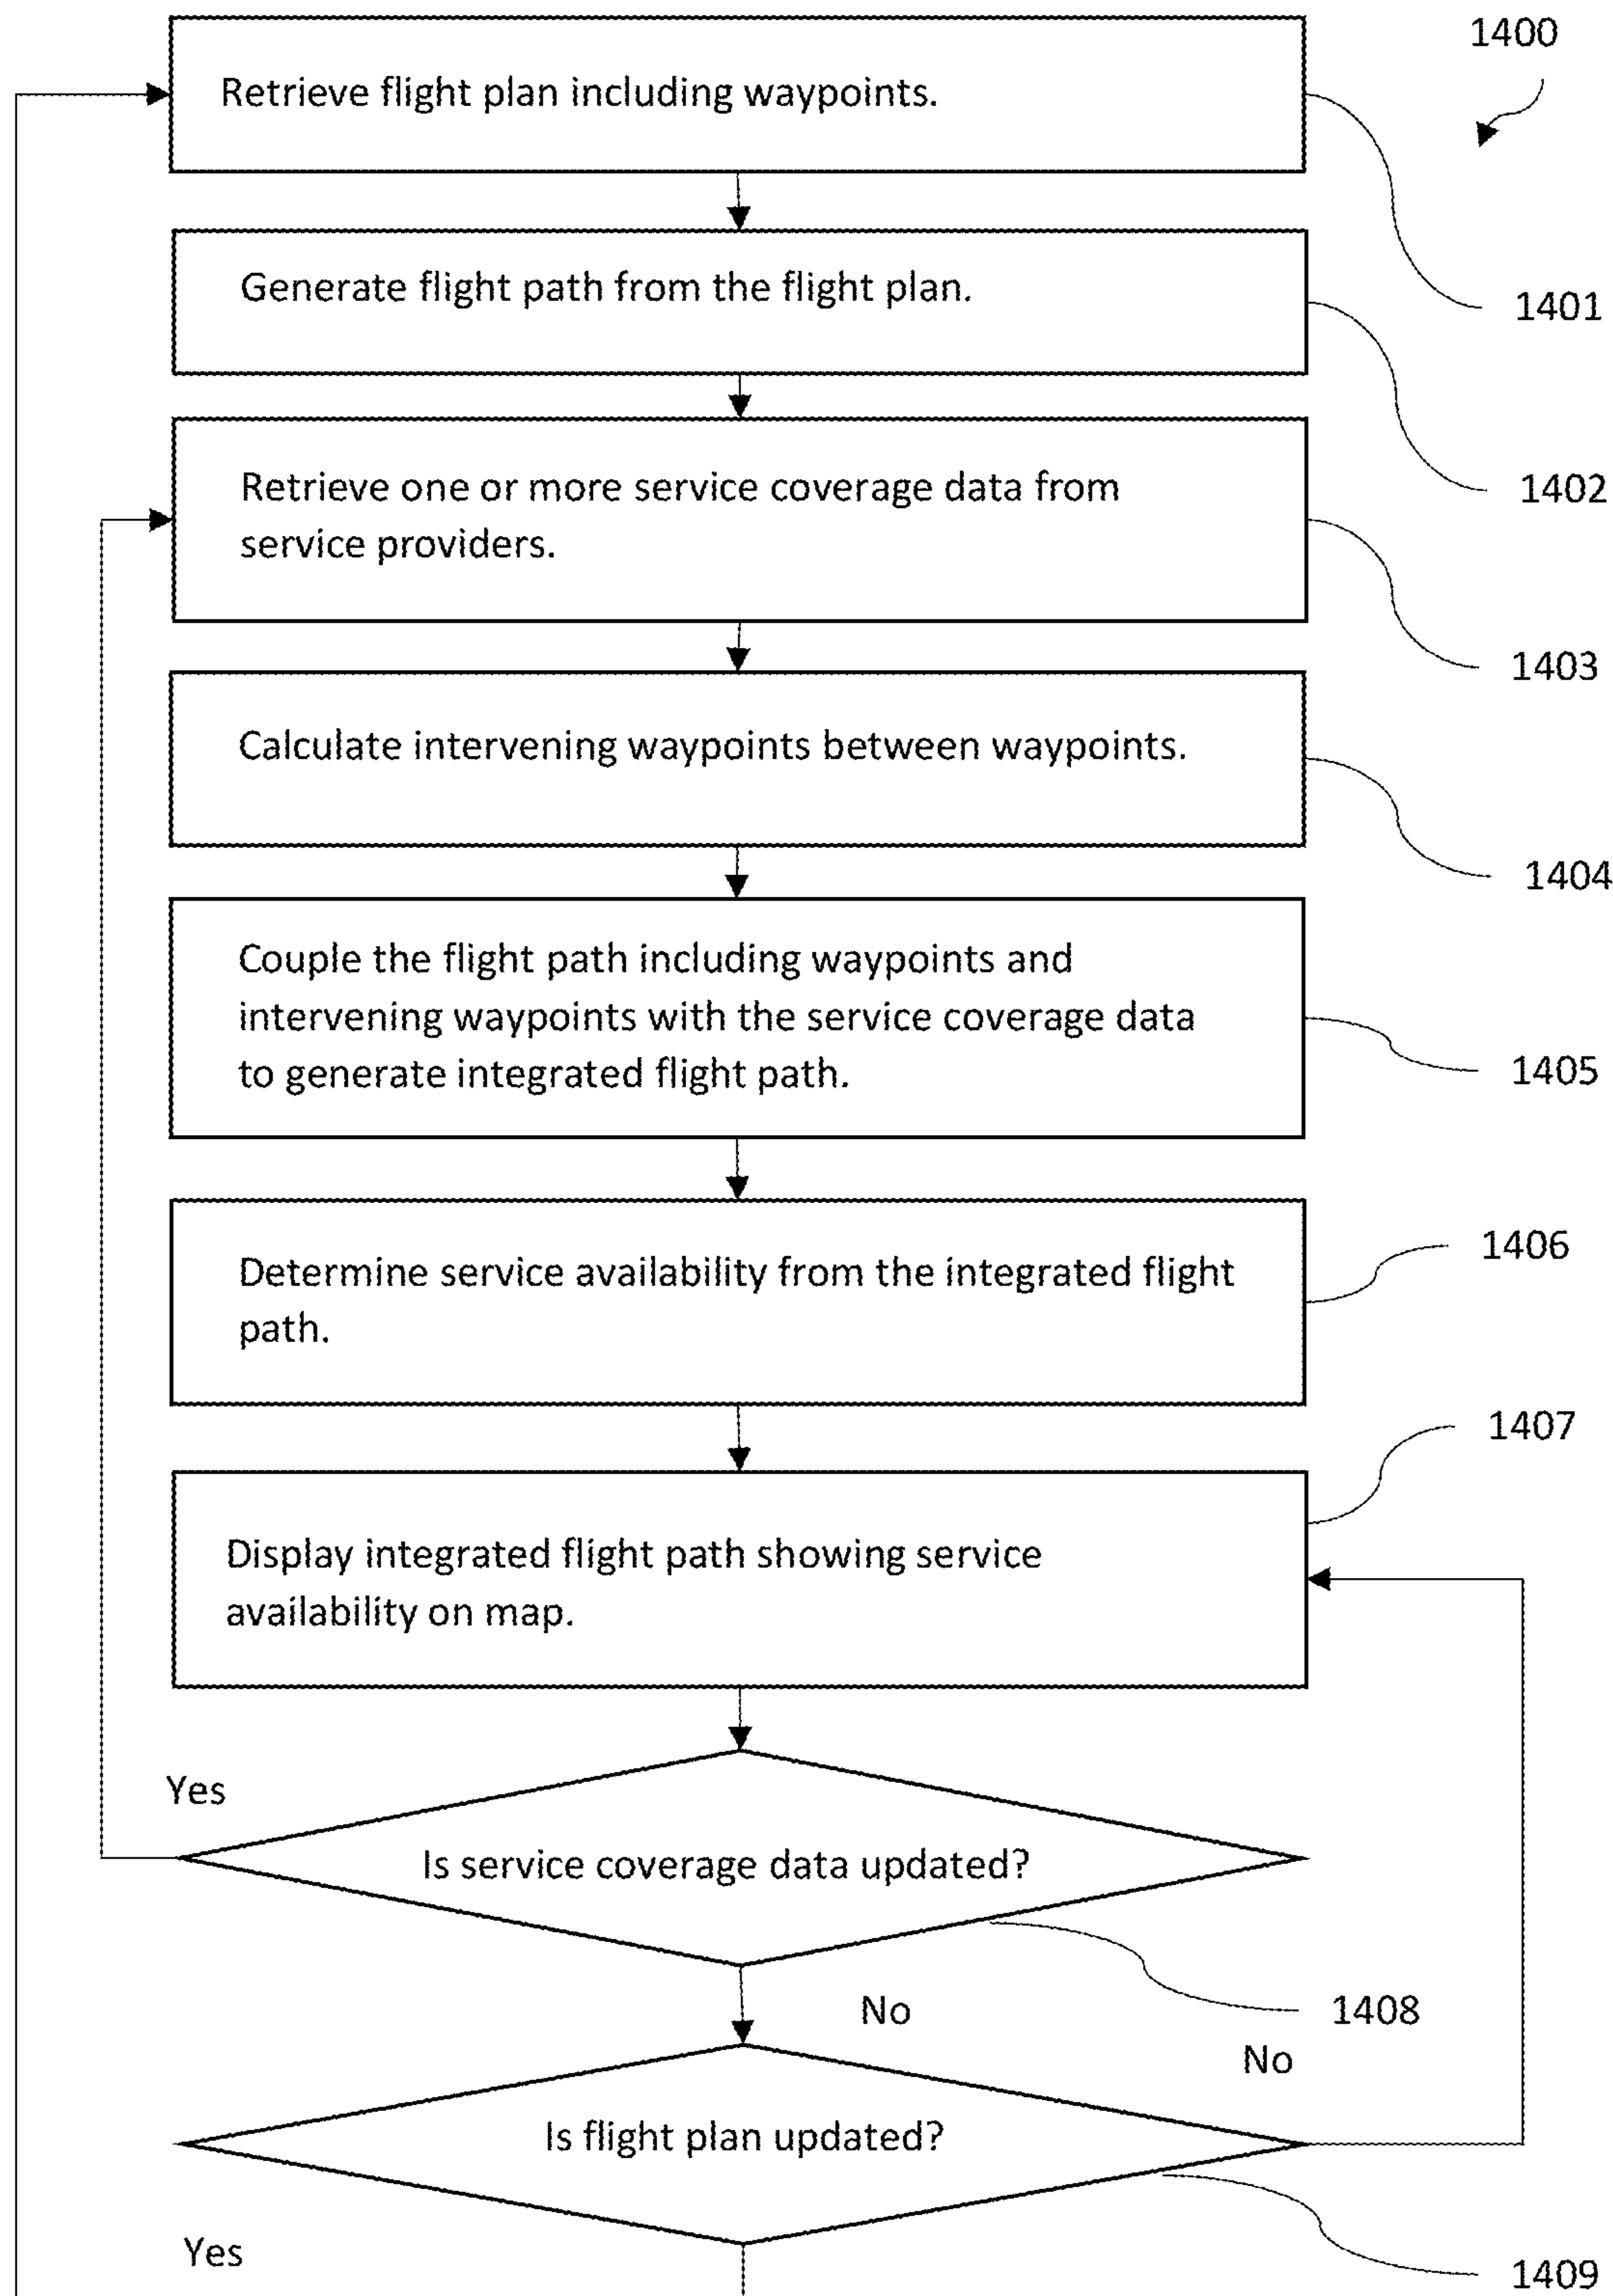 1400
Retrieve flight plan including waypoints.
1401
Generate flight path from the flight plan.
1402
Retrieve one or more service coverage data from
service providers.
1403
Calculate intervening waypoints between waypoints.
1404
Couple the flight path including waypoints and
intervening waypoints with the service coverage data
to generate integrated flight path.
1405
Determine service availability from the integrated flight
path.
1406
1407
Display integrated flight path showing service
availability on map.
Yes
Is service coverage data updated?
No
1408
No
Is flight plan updated?
Yes
1409